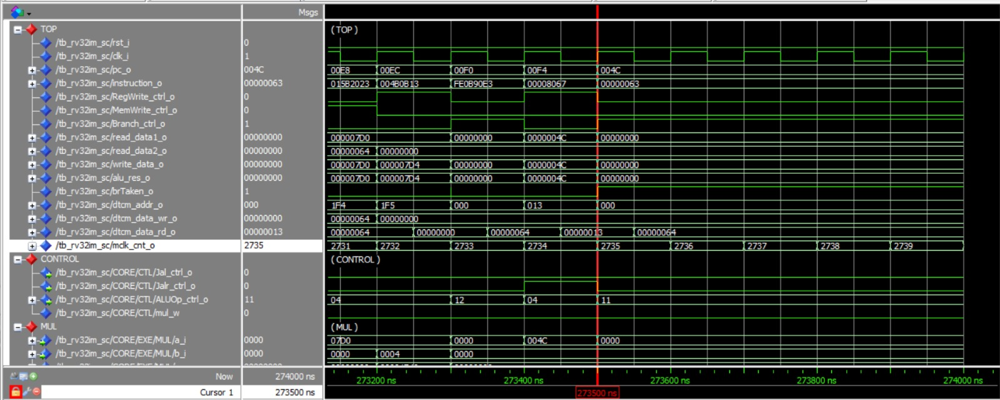 Msgs
TOP (TOP)
/tb_rv32im_sc/rst_i 0
/tb_rv32im_sc/clk_i 1
/tb_rv32im_sc/pc_o 004C 00E8 00EC 00F0 00F4 004C
/tb_rv32im_sc/instruction_o 00000063 015B2023 004B0B13 FE0B90E3 00008067 00000063
/tb_rv32im_sc/RegWrite_ctrl_o 0
/tb_rv32im_sc/MemWrite_ctrl_o 0
/tb_rv32im_sc/Branch_ctrl_o 1
/tb_rv32im_sc/read_data1_o 00000000 000007D0 00000000 0000004C 00000000
/tb_rv32im_sc/read_data2_o 00000000 00000064 00000000
/tb_rv32im_sc/write_data_o 00000000 000007D0 000007D4 00000000 0000004C 00000000
/tb_rv32im_sc/alu_res_o 00000000 000007D0 000007D4 00000000 0000004C 00000000
/tb_rv32im_sc/brTaken_o 1
/tb_rv32im_sc/dtcm_addr_o 000 1F4 1F5 000 013 000
/tb_rv32im_sc/dtcm_data_wr_o 00000000 00000064 00000000
/tb_rv32im_sc/dtcm_data_rd_o 00000013 00000064 00000000 00000064 00000013 00000064
/tb_rv32im_sc/mclk_cnt_o 2735 2731 2732 2733 2734 2735 2736 2737 2738 2739
CONTROL (CONTROL)
/tb_rv32im_sc/CORE/CTL/Jal_ctrl_o 0
/tb_rv32im_sc/CORE/CTL/Jalr_ctrl_o 0
/tb_rv32im_sc/CORE/CTL/ALUOp_ctrl_o 11 04 12 04 11
/tb_rv32im_sc/CORE/CTL/mul_w 0
MUL (MUL)
/tb_rv32im_sc/CORE/EXE/MUL/a_i 0000 07D0 0000 004C 0000
/tb_rv32im_sc/CORE/EXE/MUL/b_i 0000 0000 0004 0000
Now 274000 ns 273200 ns 273400 ns 273600 ns 273800 ns 274000 ns
Cursor 1 273500 ns 273500 ns